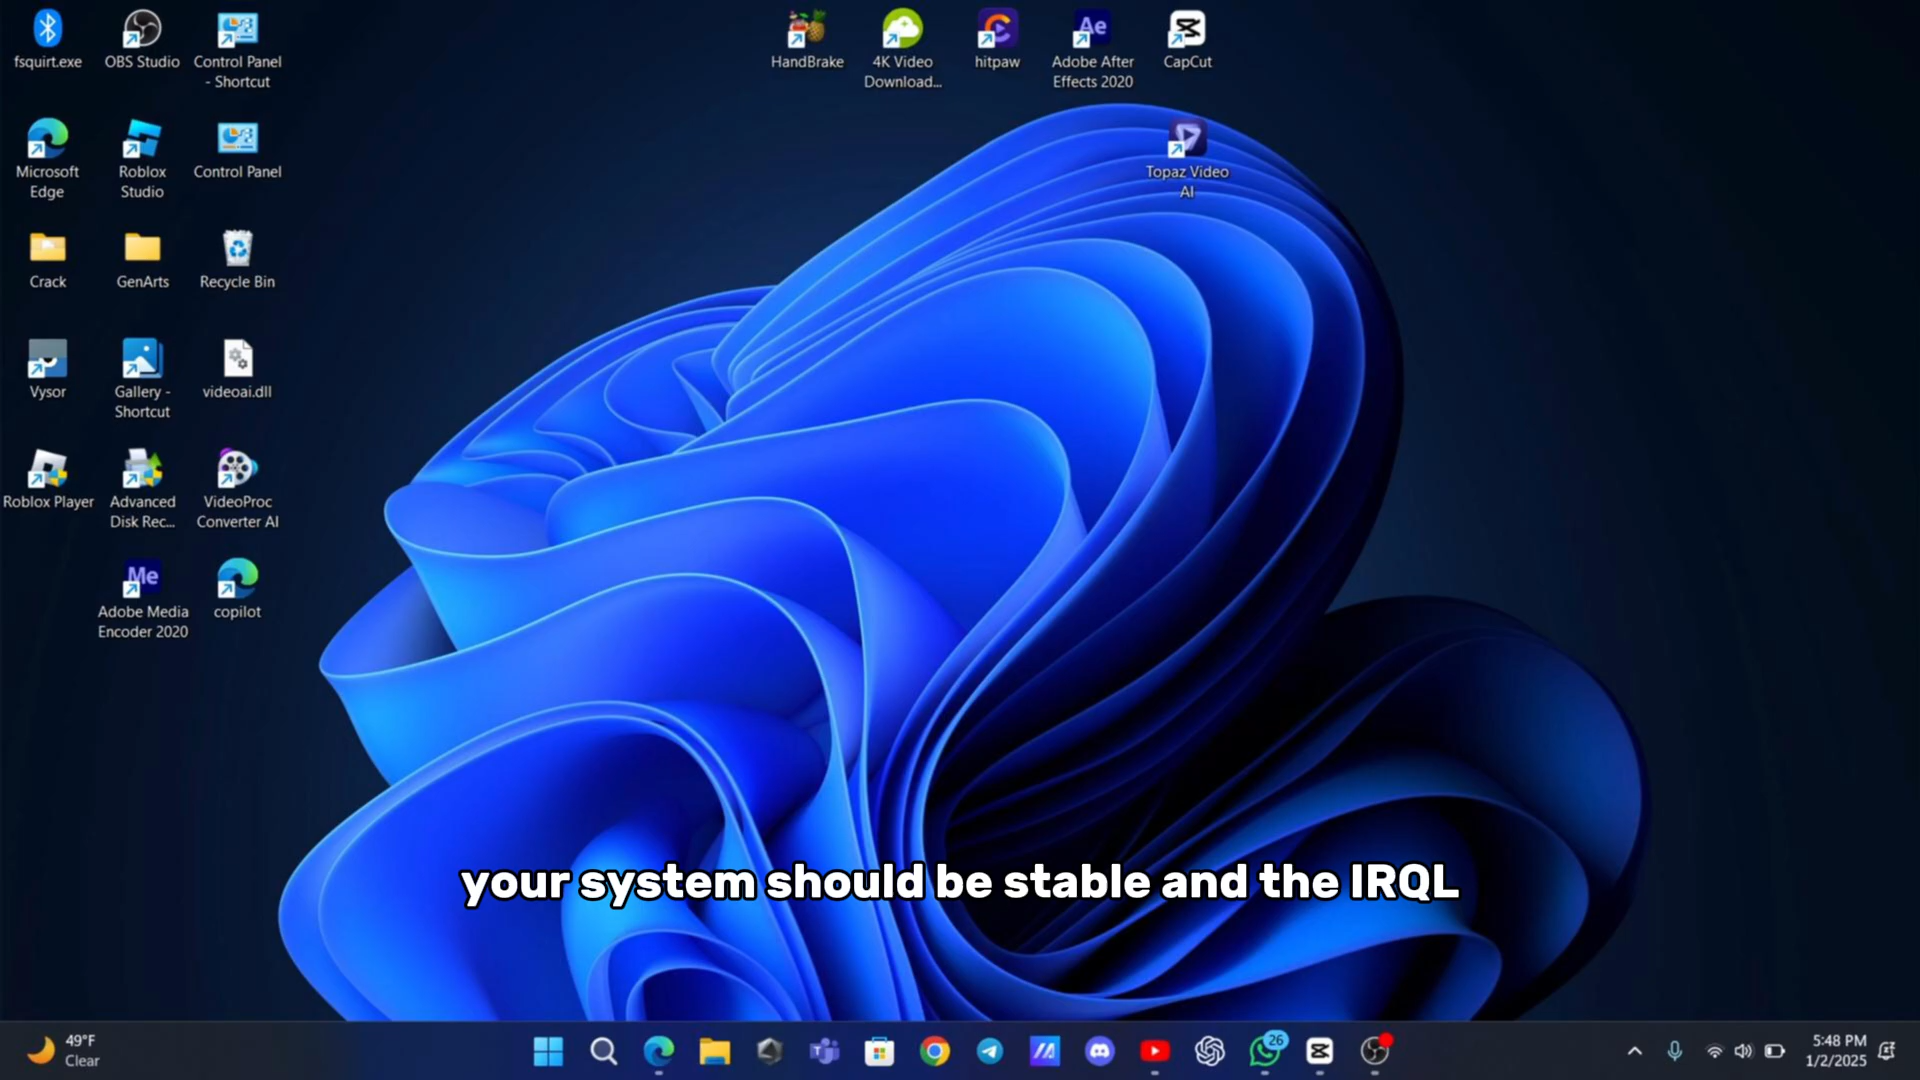 fsquirt.exe
OBS Studio
Control Panel
- Shortcut
HandBrake
4K Video
Download...
hitpaw
Adobe After
Effects 2020
CapCut
Microsoft
Edge
Roblox
Studio
Control Panel
Topaz Video
AI
Crack
GenArts
Recycle Bin
Vysor
Gallery -
Shortcut
videoai.dll
Roblox Player
Advanced
Disk Rec...
VideoProc
Converter AI
Me
Adobe Media
Encoder 2020
copilot
Ae
your system should be stable and the IRQL
49°F
Clear
26
5:48 PM
1/2/2025